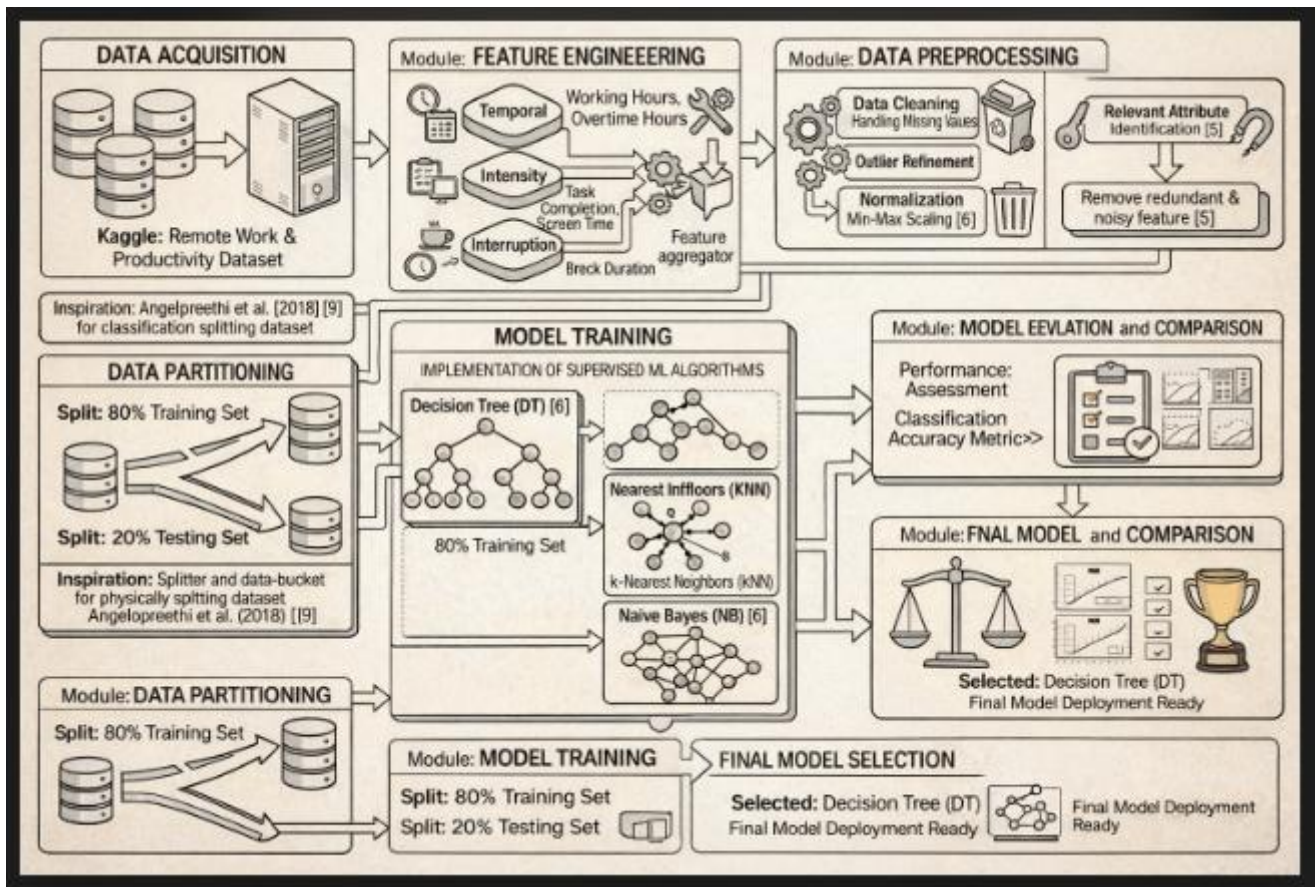 DATA ACQUISITION
Kaggle: Remote Work &
Productivity Dataset
Module: FEATURE ENGINEEERING
Temporal
Working Hours,
Overtime Hours
Intensity
Task
Completion,
Screen Time
Interruption
Breck Duration
Feature
aggregator
Module: DATA PREPROCESSING
Data Cleaning
Handling Missing Values
Outlier Refinement
Normalization
Min-Max Scaling [6]
Relevant Attribute
Identification [5]
Remove redundant &
noisy feature [5]
Inspiration: Angelpreethi et al. [2018] [9]
for classification splitting dataset
DATA PARTITIONING
Split: 80% Training Set
Split: 20% Testing Set
Inspiration: Splitter and data-bucket
for physically spltting dataset
Angelopreethi et al. (2018) [[9]
MODEL TRAINING
IMPLEMENTATION OF SUPERVISED ML ALGORITHMS
Decision Tree (DT) [6]
80% Training Set
Nearest Inffloors (KNN)
k-Nearest Neighbors (kNN)
Naive Bayes (NB) [6]
Module: MODEL EEVLATION and COMPARISON
Performance:
Assessment
Classification
Accuracy Metric>>
Module: FNAL MODEL and COMPARISON
Selected: Decision Tree (DT)
Final Model Deployment Ready
Module: DATA PARTITIONING
Split: 80% Training Set
Module: MODEL TRAINING
Split: 80% Training Set
Split: 20% Testing Set
FINAL MODEL SELECTION
Selected: Decision Tree (DT)
Final Model Deployment Ready
Final Model Deployment
Ready